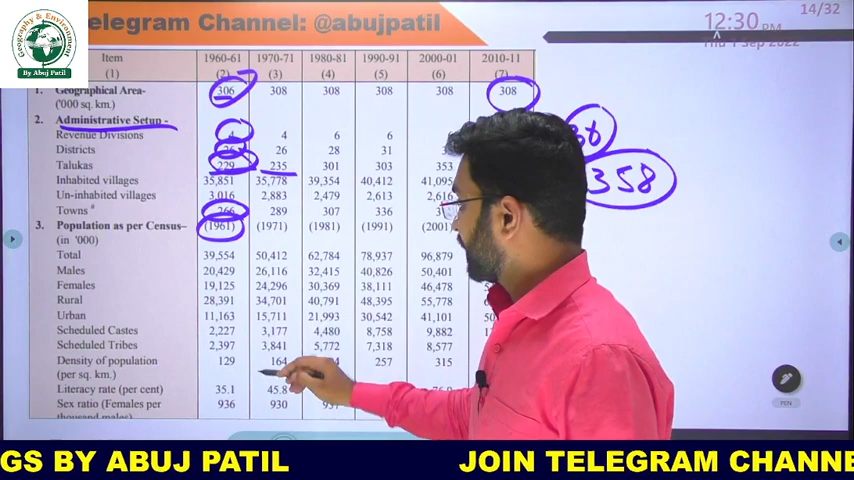 Geography & Environment
By Abuj Patil
Telegram Channel: @abujpatil
14/32
12:30 PM
Thu 1 Sep 2022
Item 1960-61 1970-71 1980-81 1990-91 2000-01 2010-11
(1) (2) (3) (4) (5) (6) (7)
1. Geographical Area- 306 308 308 308 308 308
('000 sq. km.)
2. Administrative Setup -
Revenue Divisions 4 4 6 6
Districts 26 26 28 31
Talukas 229 235 301 303 353
358
Inhabited villages 35,851 35,778 39,354 40,412 41,095
Un-inhabited villages 3,016 2,883 2,479 2,613 2,616
Towns # 266 289 307 336
3. Population as per Census– (1961) (1971) (1981) (1991) (2001)
(in '000)
Total 39,554 50,412 62,784 78,937 96,879
Males 20,429 26,116 32,415 40,826 50,401
Females 19,125 24,296 30,369 38,111 46,478
Rural 28,391 34,701 40,791 48,395 55,778
Urban 11,163 15,711 21,993 30,542 41,101
Scheduled Castes 2,227 3,177 4,480 8,758 9,882
Scheduled Tribes 2,397 3,841 5,772 7,318 8,577
Density of population 129 164 257 315
(per sq. km.)
Literacy rate (per cent) 35.1 45.8
Sex ratio (Females per 936 930
thousand males)
PEN
GS BY ABUJ PATIL JOIN TELEGRAM CHANNE